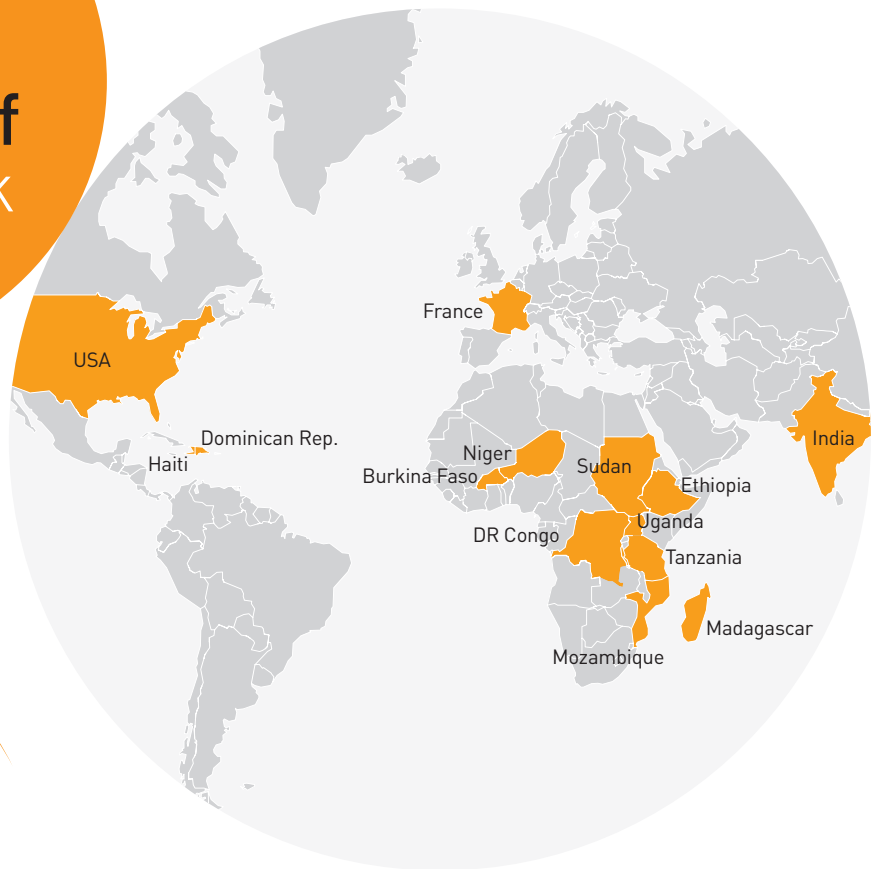 f
K
France
USA
Dominican Rep.
Haiti
Niger
Burkina Faso
Sudan
India
Ethiopia
Uganda
DR Congo
Tanzania
Madagascar
Mozambique